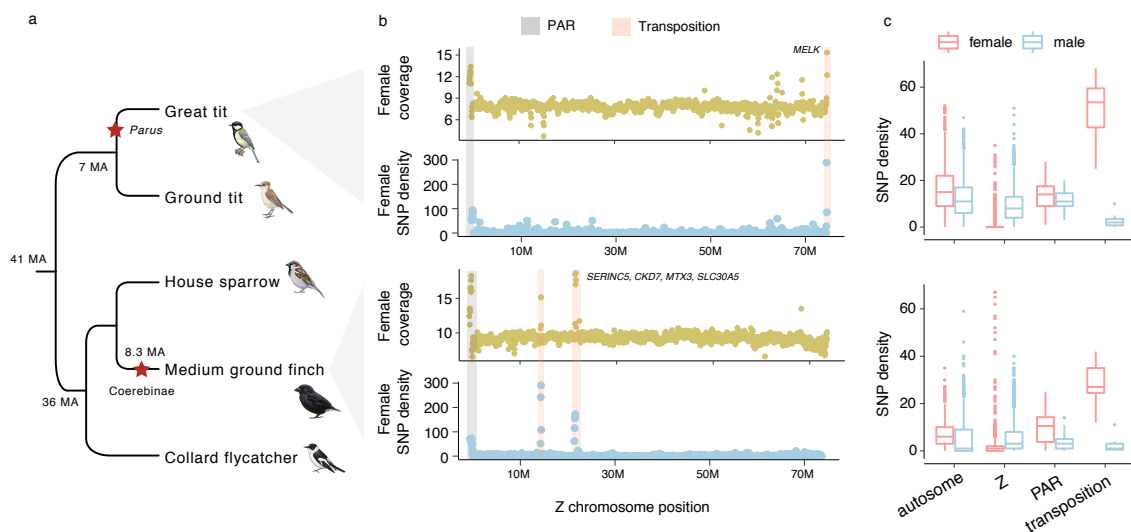 a
Great tit
Parus
7 MA
Ground tit
41 MA
House sparrow
8.3 MA
Medium ground finch
Coerebinae
36 MA
Collard flycatcher
b
PAR
Transposition
MELK
Female
coverage
15
12
9
6
Female
SNP density
300
200
100
0
10M
30M
50M
70M
SERINC5, CKD7, MTX3, SLC30A5
Female
coverage
15
10
Female
SNP density
300
200
100
0
10M
30M
50M
70M
Z chromosome position
c
female
male
SNP density
60
40
20
0
SNP density
60
40
20
0
autosome
Z
PAR
transposition